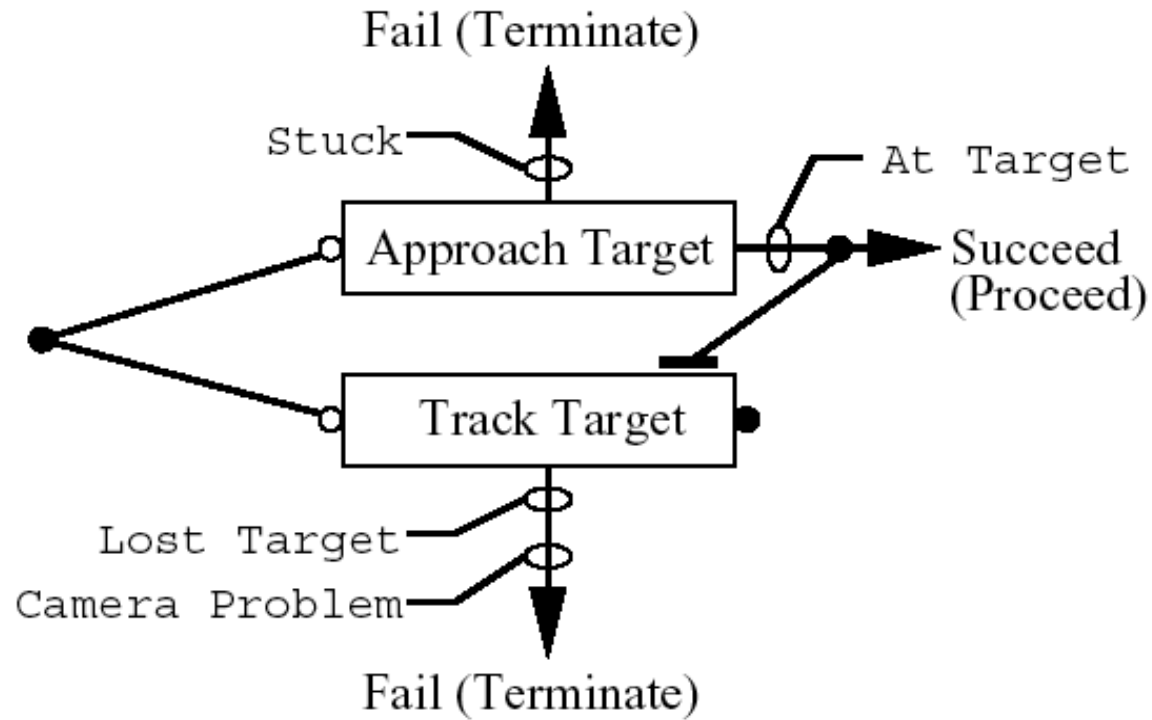 Fail (Terminate)
Stuck
At Target
Approach Target
Succeed
(Proceed)
Track Target
Lost Target
Camera Problem
Fail (Terminate)